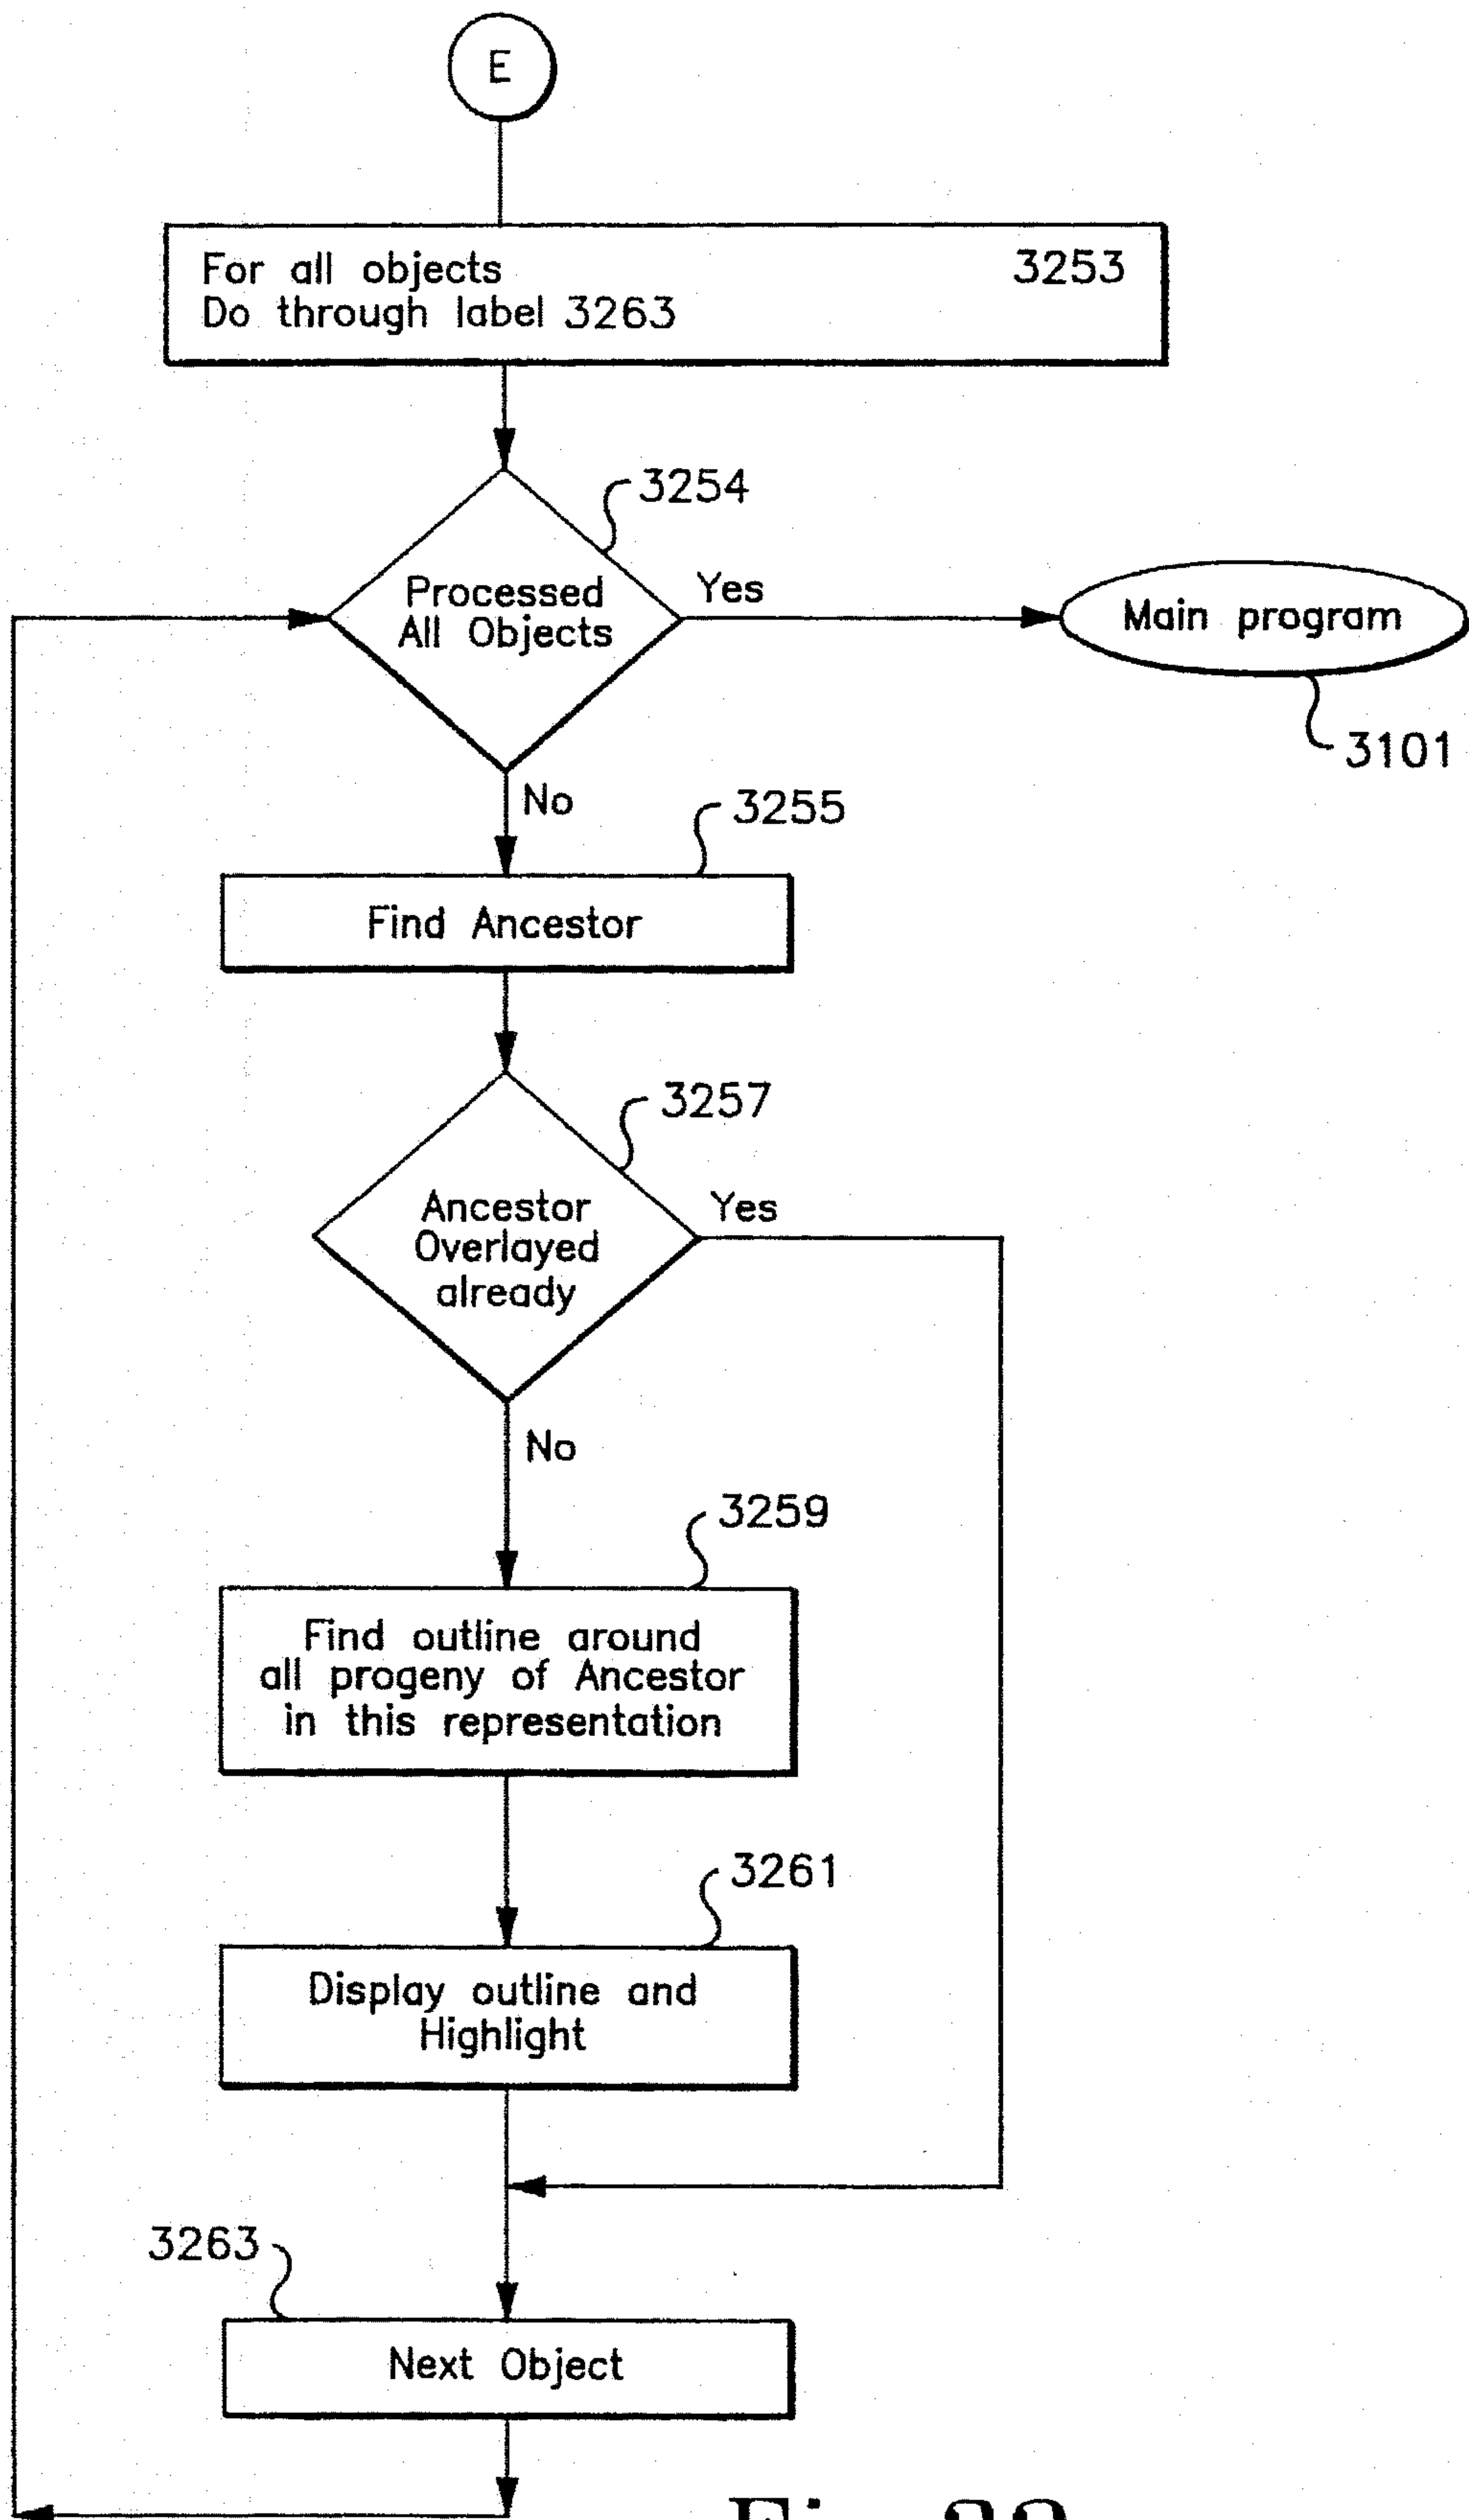 E
For all objects 3253
Do through label 3263
3254
Processed
All Objects
Yes
Main program
3101
No
3255
Find Ancestor
3257
Ancestor
Overlayed
already
Yes
No
3259
Find outline around
all progeny of Ancestor
in this representation
3261
Display outline and
Highlight
3263
Next Object